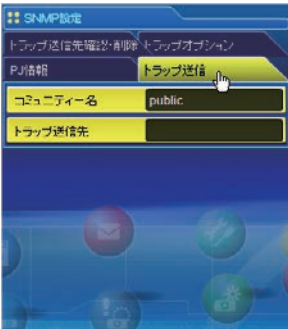 SNMP設定
トラップ送信先確認・削除 トラップオプション
PJ情報 トラップ送信
コミュニティー名 public
トラップ送信先